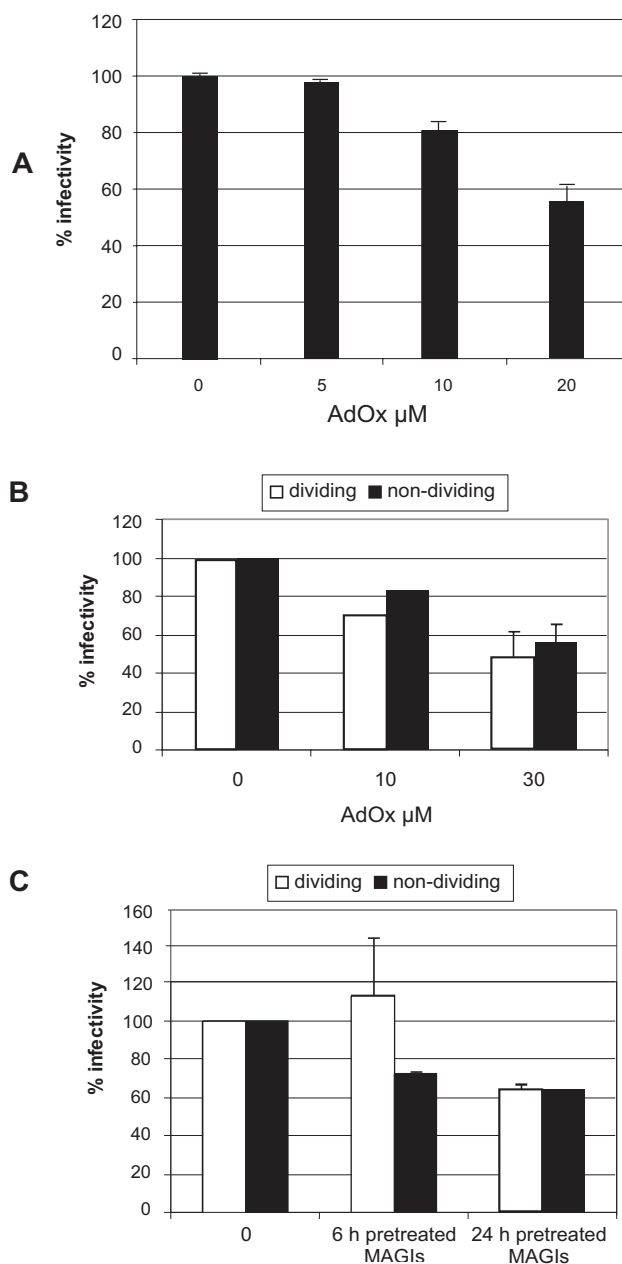 A
% infectivity
120
100
80
60
40
20
0
0 5 10 20
AdOx µM
B
dividing non-dividing
% infectivity
120
100
80
60
40
20
0
0 10 30
AdOx µM
C
dividing non-dividing
% infectivity
160
140
120
100
80
60
40
20
0
0 6 h pretreated 24 h pretreated
MAGIs MAGIs